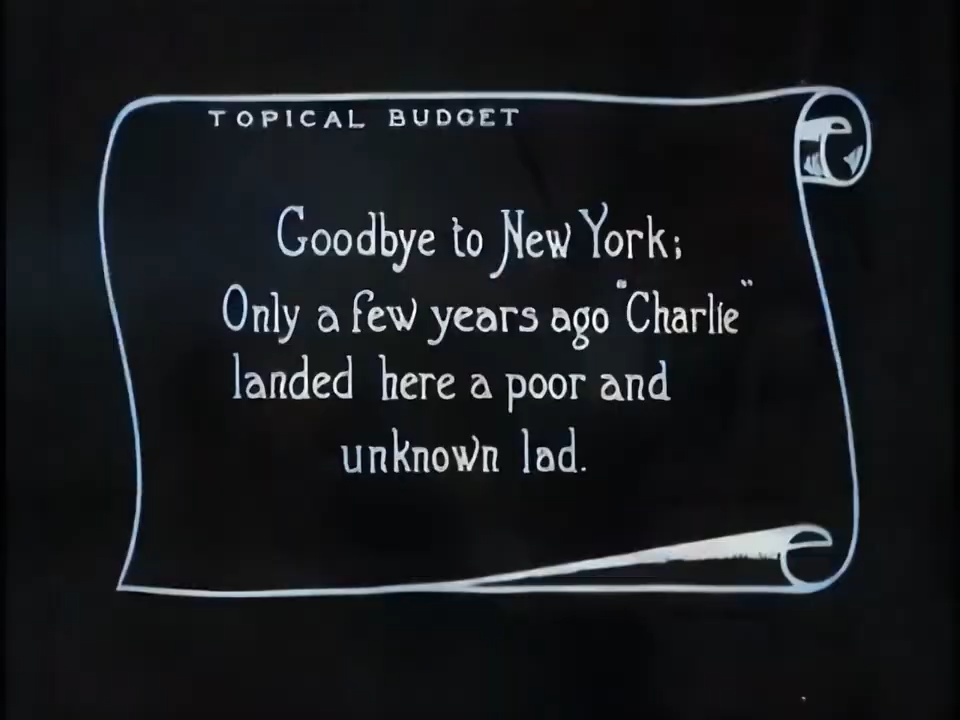 TOPICAL BUDGET
Goodbye to New York;
Only a few years ago "Charlie"
landed here a poor and
unknown lad.